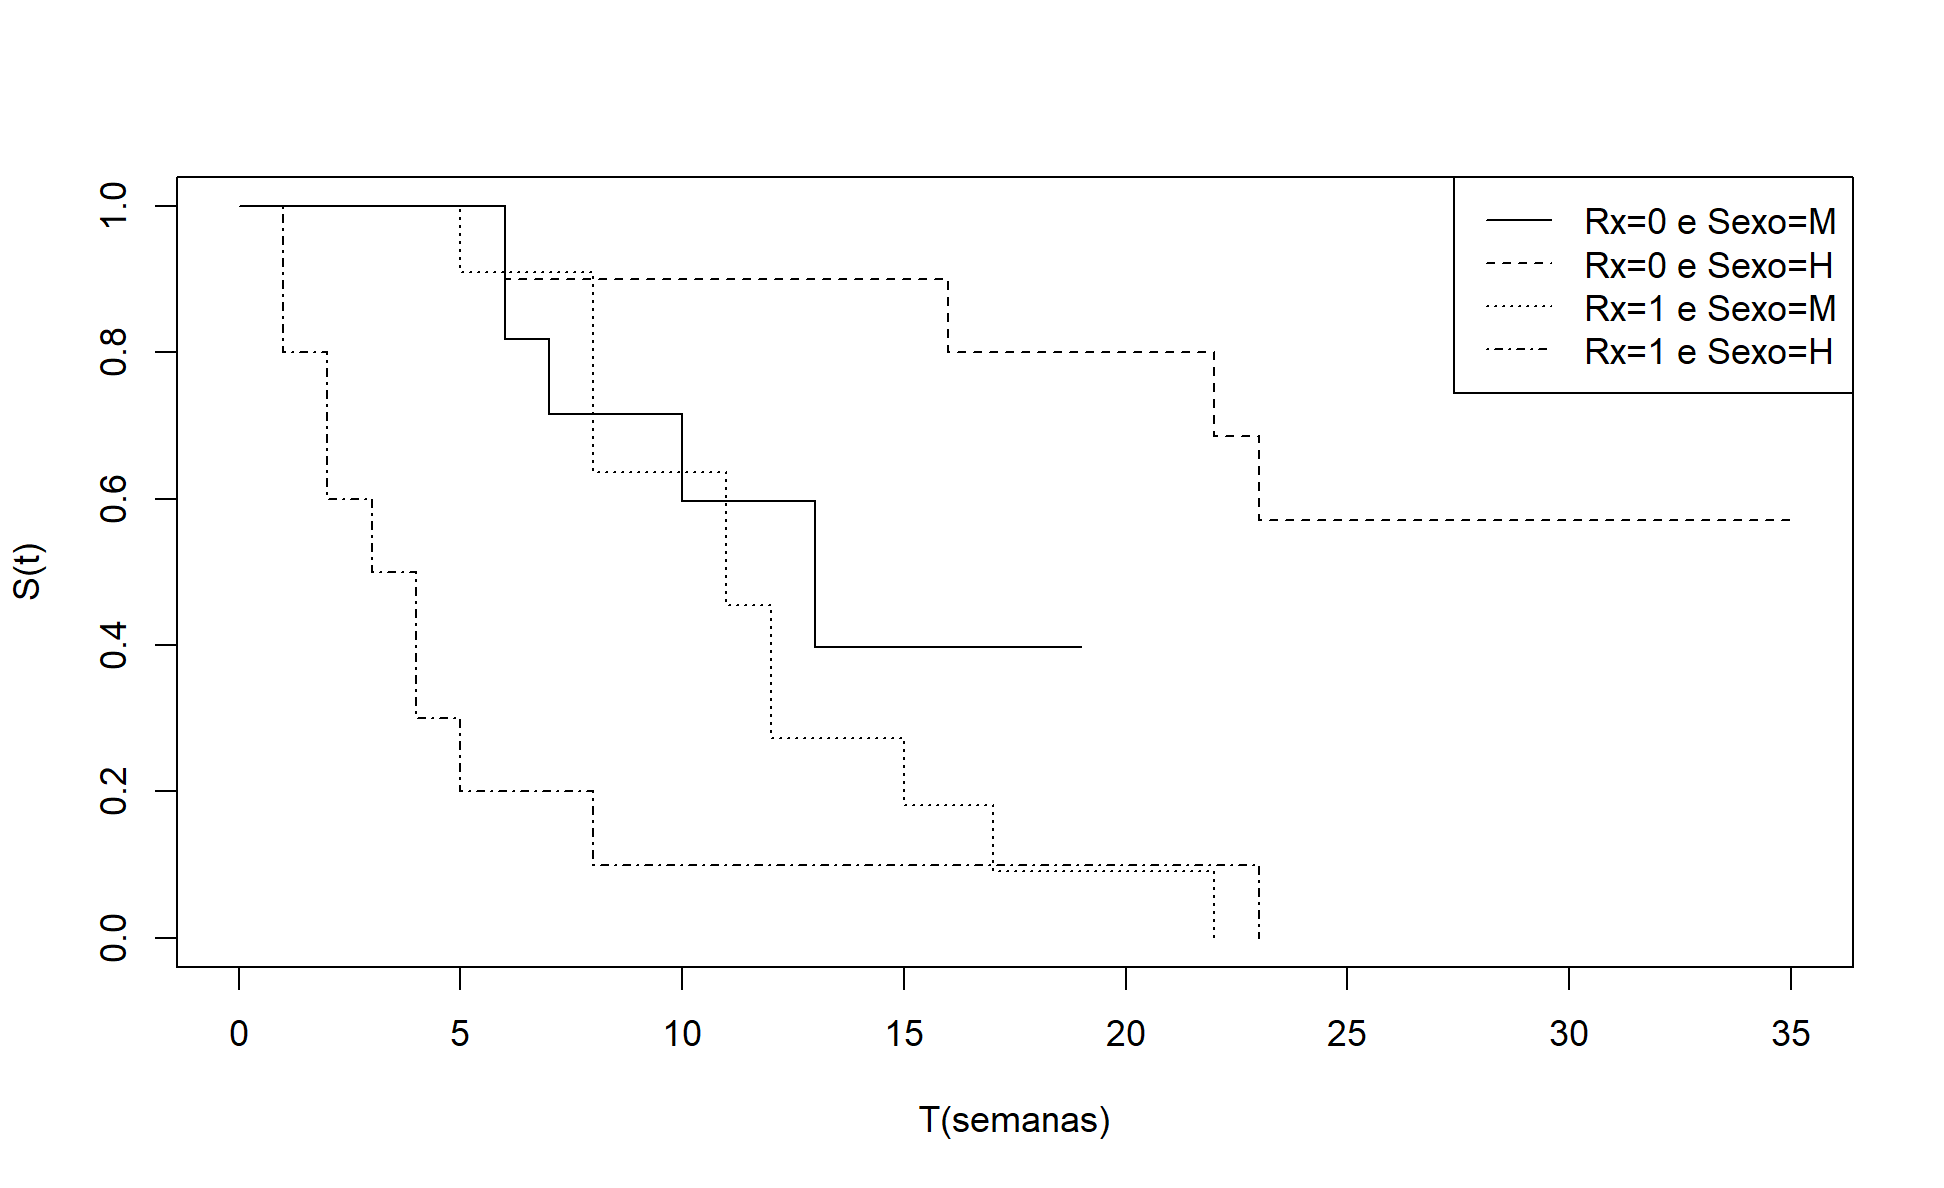 Rx=0 e Sexo=M
Rx=0 e Sexo=H
Rx=1 e Sexo=M
Rx=1 e Sexo=H
1.0
0.8
0.6
0.4
0.2
0.0
S(t)
0 5 10 15 20 25 30 35
T(semanas)